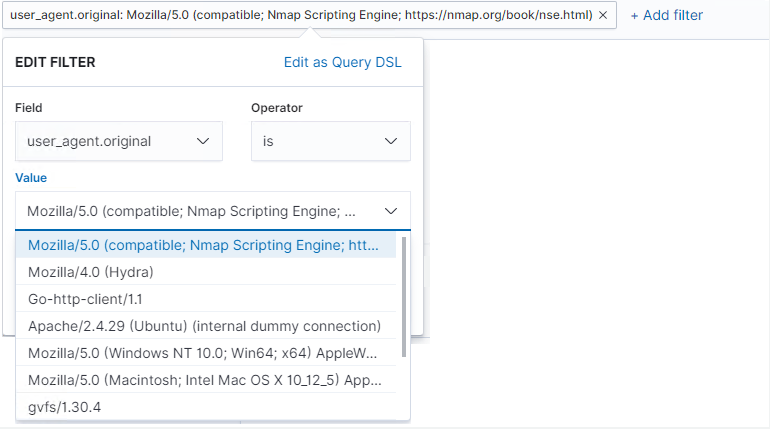 user_agent.original: Mozilla/5.0 (compatible; Nmap Scripting Engine; https://nmap.org/book/nse.html) × + Add filter
EDIT FILTER Edit as Query DSL
Field Operator
user_agent.original is
Value
Mozilla/5.0 (compatible; Nmap Scripting Engine; ...
Mozilla/5.0 (compatible; Nmap Scripting Engine; htt...
Mozilla/4.0 (Hydra)
Go-http-client/1.1
Apache/2.4.29 (Ubuntu) (internal dummy connection)
Mozilla/5.0 (Windows NT 10.0; Win64; x64) AppleW...
Mozilla/5.0 (Macintosh; Intel Mac OS X 10_12_5) App...
gvfs/1.30.4